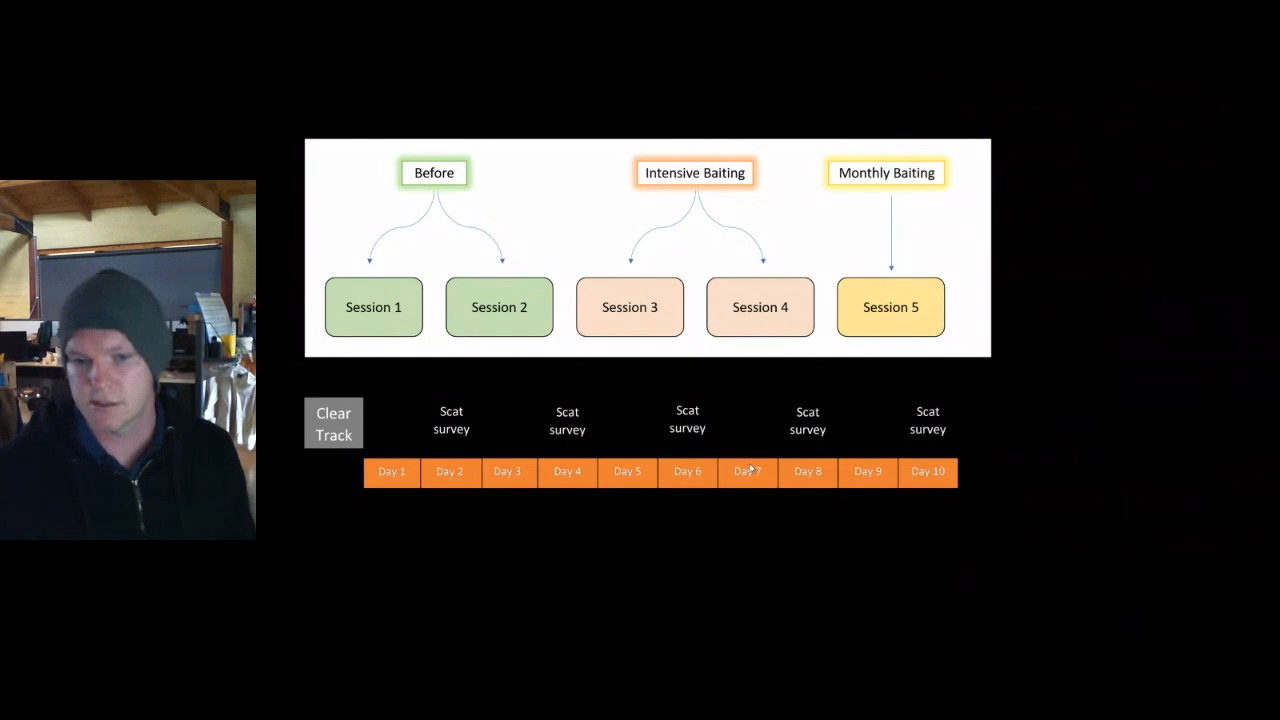 Before
Intensive Baiting
Monthly Baiting
Session 1
Session 2
Session 3
Session 4
Session 5
Clear
Track
Scat
survey
Scat
survey
Scat
survey
Scat
survey
Scat
survey
Day 1
Day 2
Day 3
Day 4
Day 5
Day 6
Day 7
Day 8
Day 9
Day 10